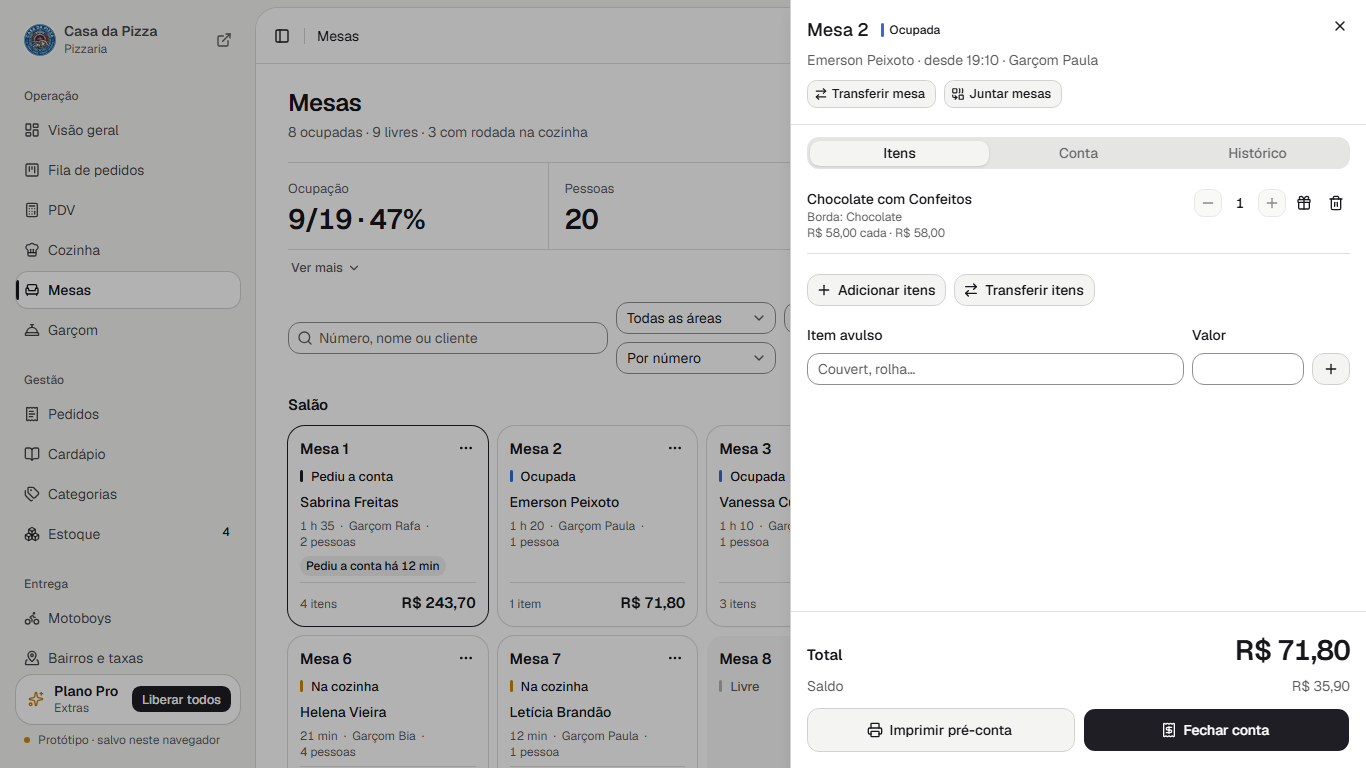 Casa da Pizza
Pizzaria
Operação
Visão geral
Fila de pedidos
PDV
Cozinha
Mesas
Garçom
Gestão
Pedidos
Cardápio
Categorias
Estoque 4
Entrega
Motoboys
Bairros e taxas
Plano Pro
Extras
Liberar todos
Protótipo · salvo neste navegador
Mesas
Mesas
8 ocupadas · 9 livres · 3 com rodada na cozinha
Ocupação
9/19 · 47%
Pessoas
20
Ver mais
Número, nome ou cliente
Todas as áreas
Por número
Salão
Mesa 1
Pediu a conta
Sabrina Freitas
1 h 35 · Garçom Rafa ·
2 pessoas
Pediu a conta há 12 min
4 itens R$ 243,70
Mesa 2
Ocupada
Emerson Peixoto
1 h 20 · Garçom Paula ·
1 pessoa
1 item R$ 71,80
Mesa 3
Ocupada
Vanessa
1 h 10 ·
1 pessoa
3 itens
Mesa 6
Na cozinha
Helena Vieira
21 min · Garçom Bia ·
4 pessoas
Mesa 7
Na cozinha
Letícia Brandão
12 min · Garçom Paula ·
1 pessoa
Mesa 8
Livre
Mesa 2 Ocupada
Emerson Peixoto · desde 19:10 · Garçom Paula
Transferir mesa Juntar mesas
Itens Conta Histórico
Chocolate com Confeitos
Borda: Chocolate
R$ 58,00 cada · R$ 58,00
1
Adicionar itens Transferir itens
Item avulso Valor
Couvert, rolha…
Total R$ 71,80
Saldo R$ 35,90
Imprimir pré-conta Fechar conta